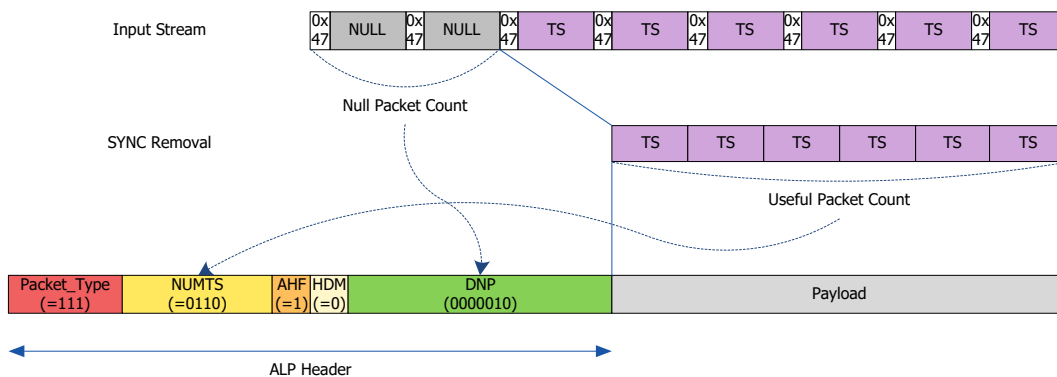 Input Stream
0x 0x 0x 0x 0x 0x 0x 0x
47 NULL 47 NULL 47 TS 47 TS 47 TS 47 TS 47 TS 47 TS
Null Packet Count
SYNC Removal
TS TS TS TS TS TS
Useful Packet Count
Packet_Type NUMTS AHF HDM DNP
(=111) (=0110) (=1) (=0) (0000010)
Payload
ALP Header